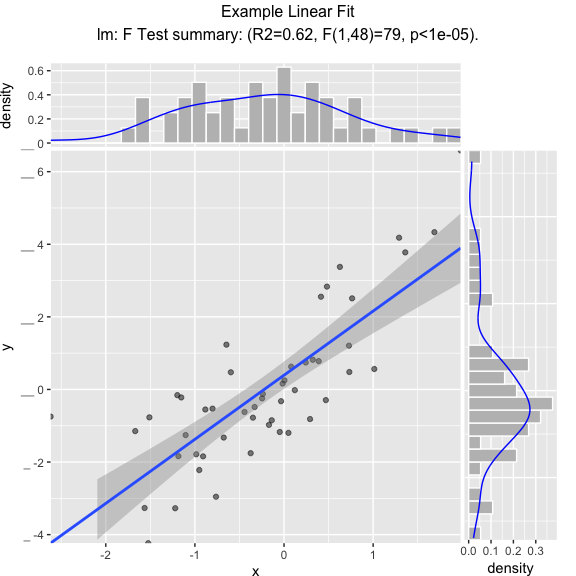 Example Linear Fit
lm: F Test summary: (R2=0.62, F(1,48)=79, p<1e-05).
density
0.6
0.4
0.2
0
y
6
4
2
0
_2
_4
-2 -1 0 1
x
0.0 0.1 0.2 0.3
density